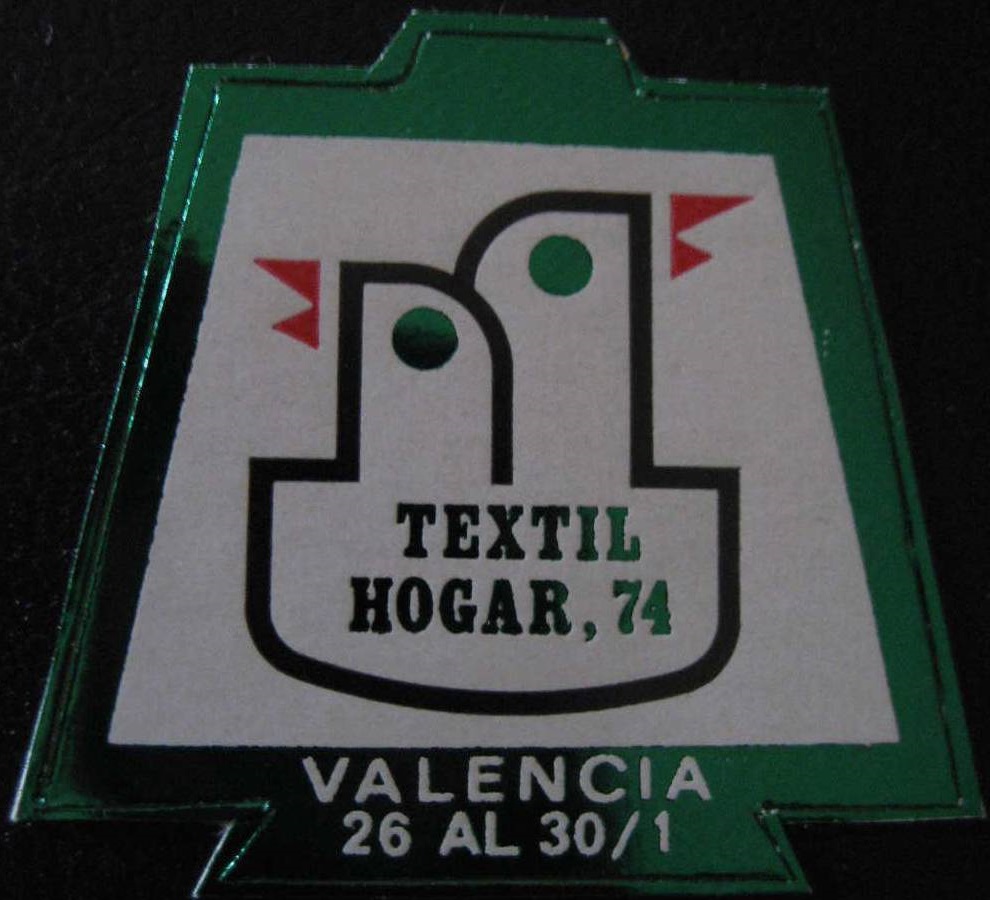 TEXTIL
HOGAR, 74
VALENCIA
26 AL 30/1